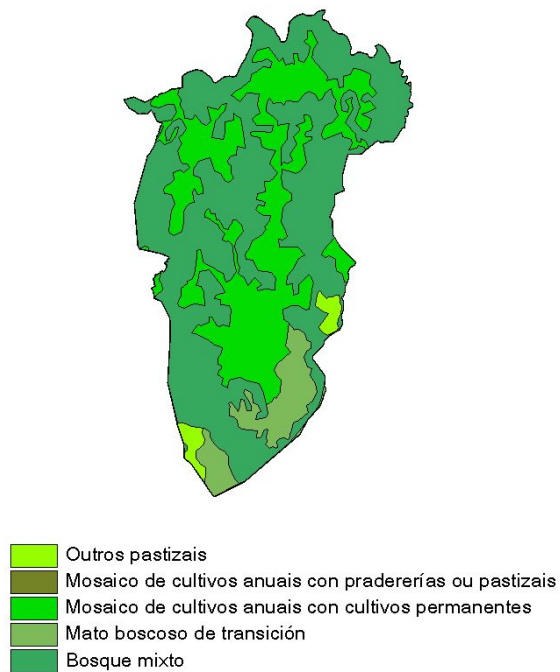 Outros pastizais
Mosaico de cultivos anuais con pradererías ou pastizais
Mosaico de cultivos anuais con cultivos permanentes
Mato boscoso de transición
Bosque mixto